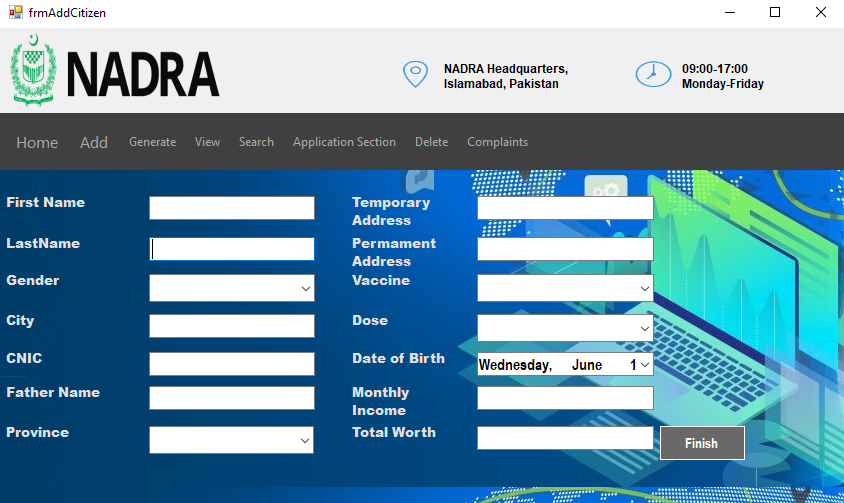 frmAddCitizen
NADRA
NADRA Headquarters,
Islamabad, Pakistan
09:00-17:00
Monday-Friday
Home Add Generate View Search Application Section Delete Complaints
First Name
Temporary
Address
LastName
Permament
Address
Gender
Vaccine
City
Dose
CNIC
Date of Birth
Wednesday, June 1
Father Name
Monthly
Income
Province
Total Worth
Finish